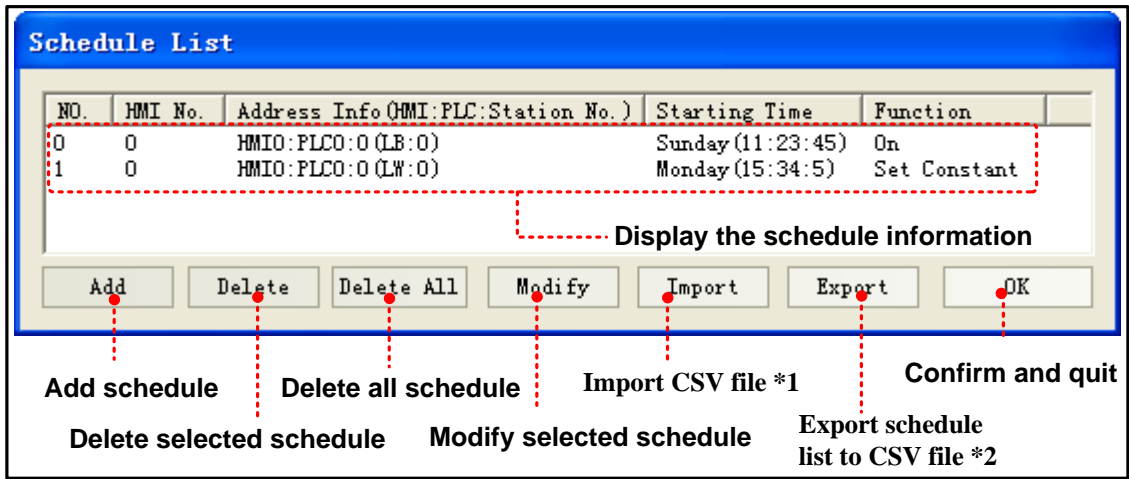 Schedule List
NO. HMI No. Address Info(HMI:PLC:Station No.) Starting Time Function
0 0 HMI0:PLC0:0(LB:0) Sunday(11:23:45) On
1 0 HMI0:PLC0:0(LW:0) Monday(15:34:5) Set Constant
Display the schedule information
Add Delete Delete All Modify Import Export OK
Add schedule Delete all schedule Import CSV file *1 Confirm and quit
Delete selected schedule Modify selected schedule Export schedule
list to CSV file *2